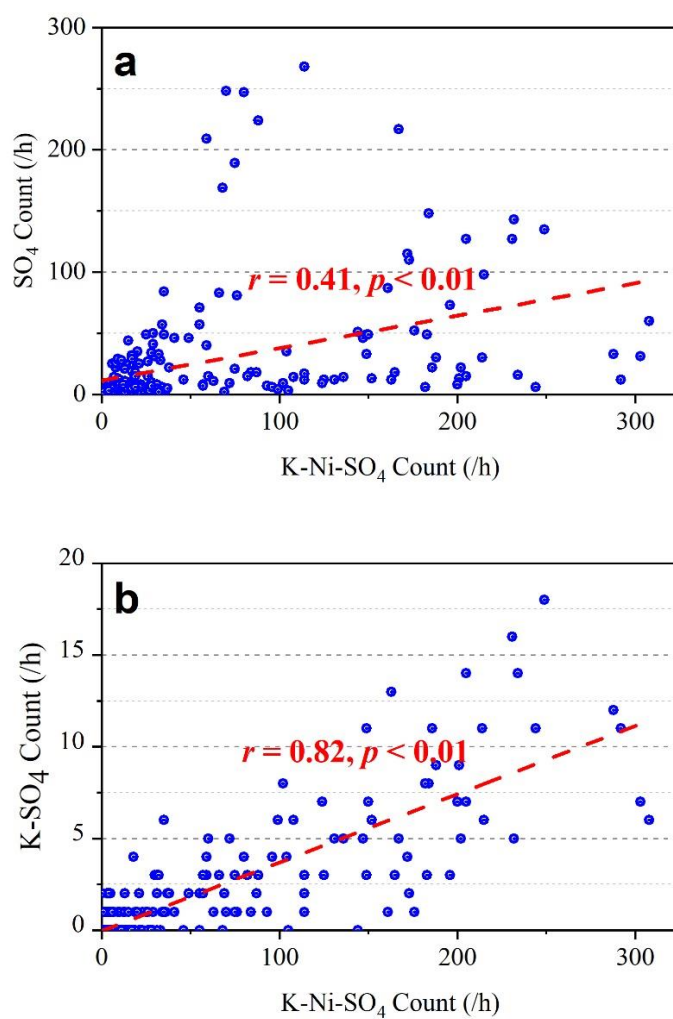 300
a
200
SO4 Count (/h)
100
r = 0.41, p < 0.01
0
0 100 200 300
K-Ni-SO4 Count (/h)
20
b
15
K-SO4 Count (/h)
10
r = 0.82, p < 0.01
5
0
0 100 200 300
K-Ni-SO4 Count (/h)